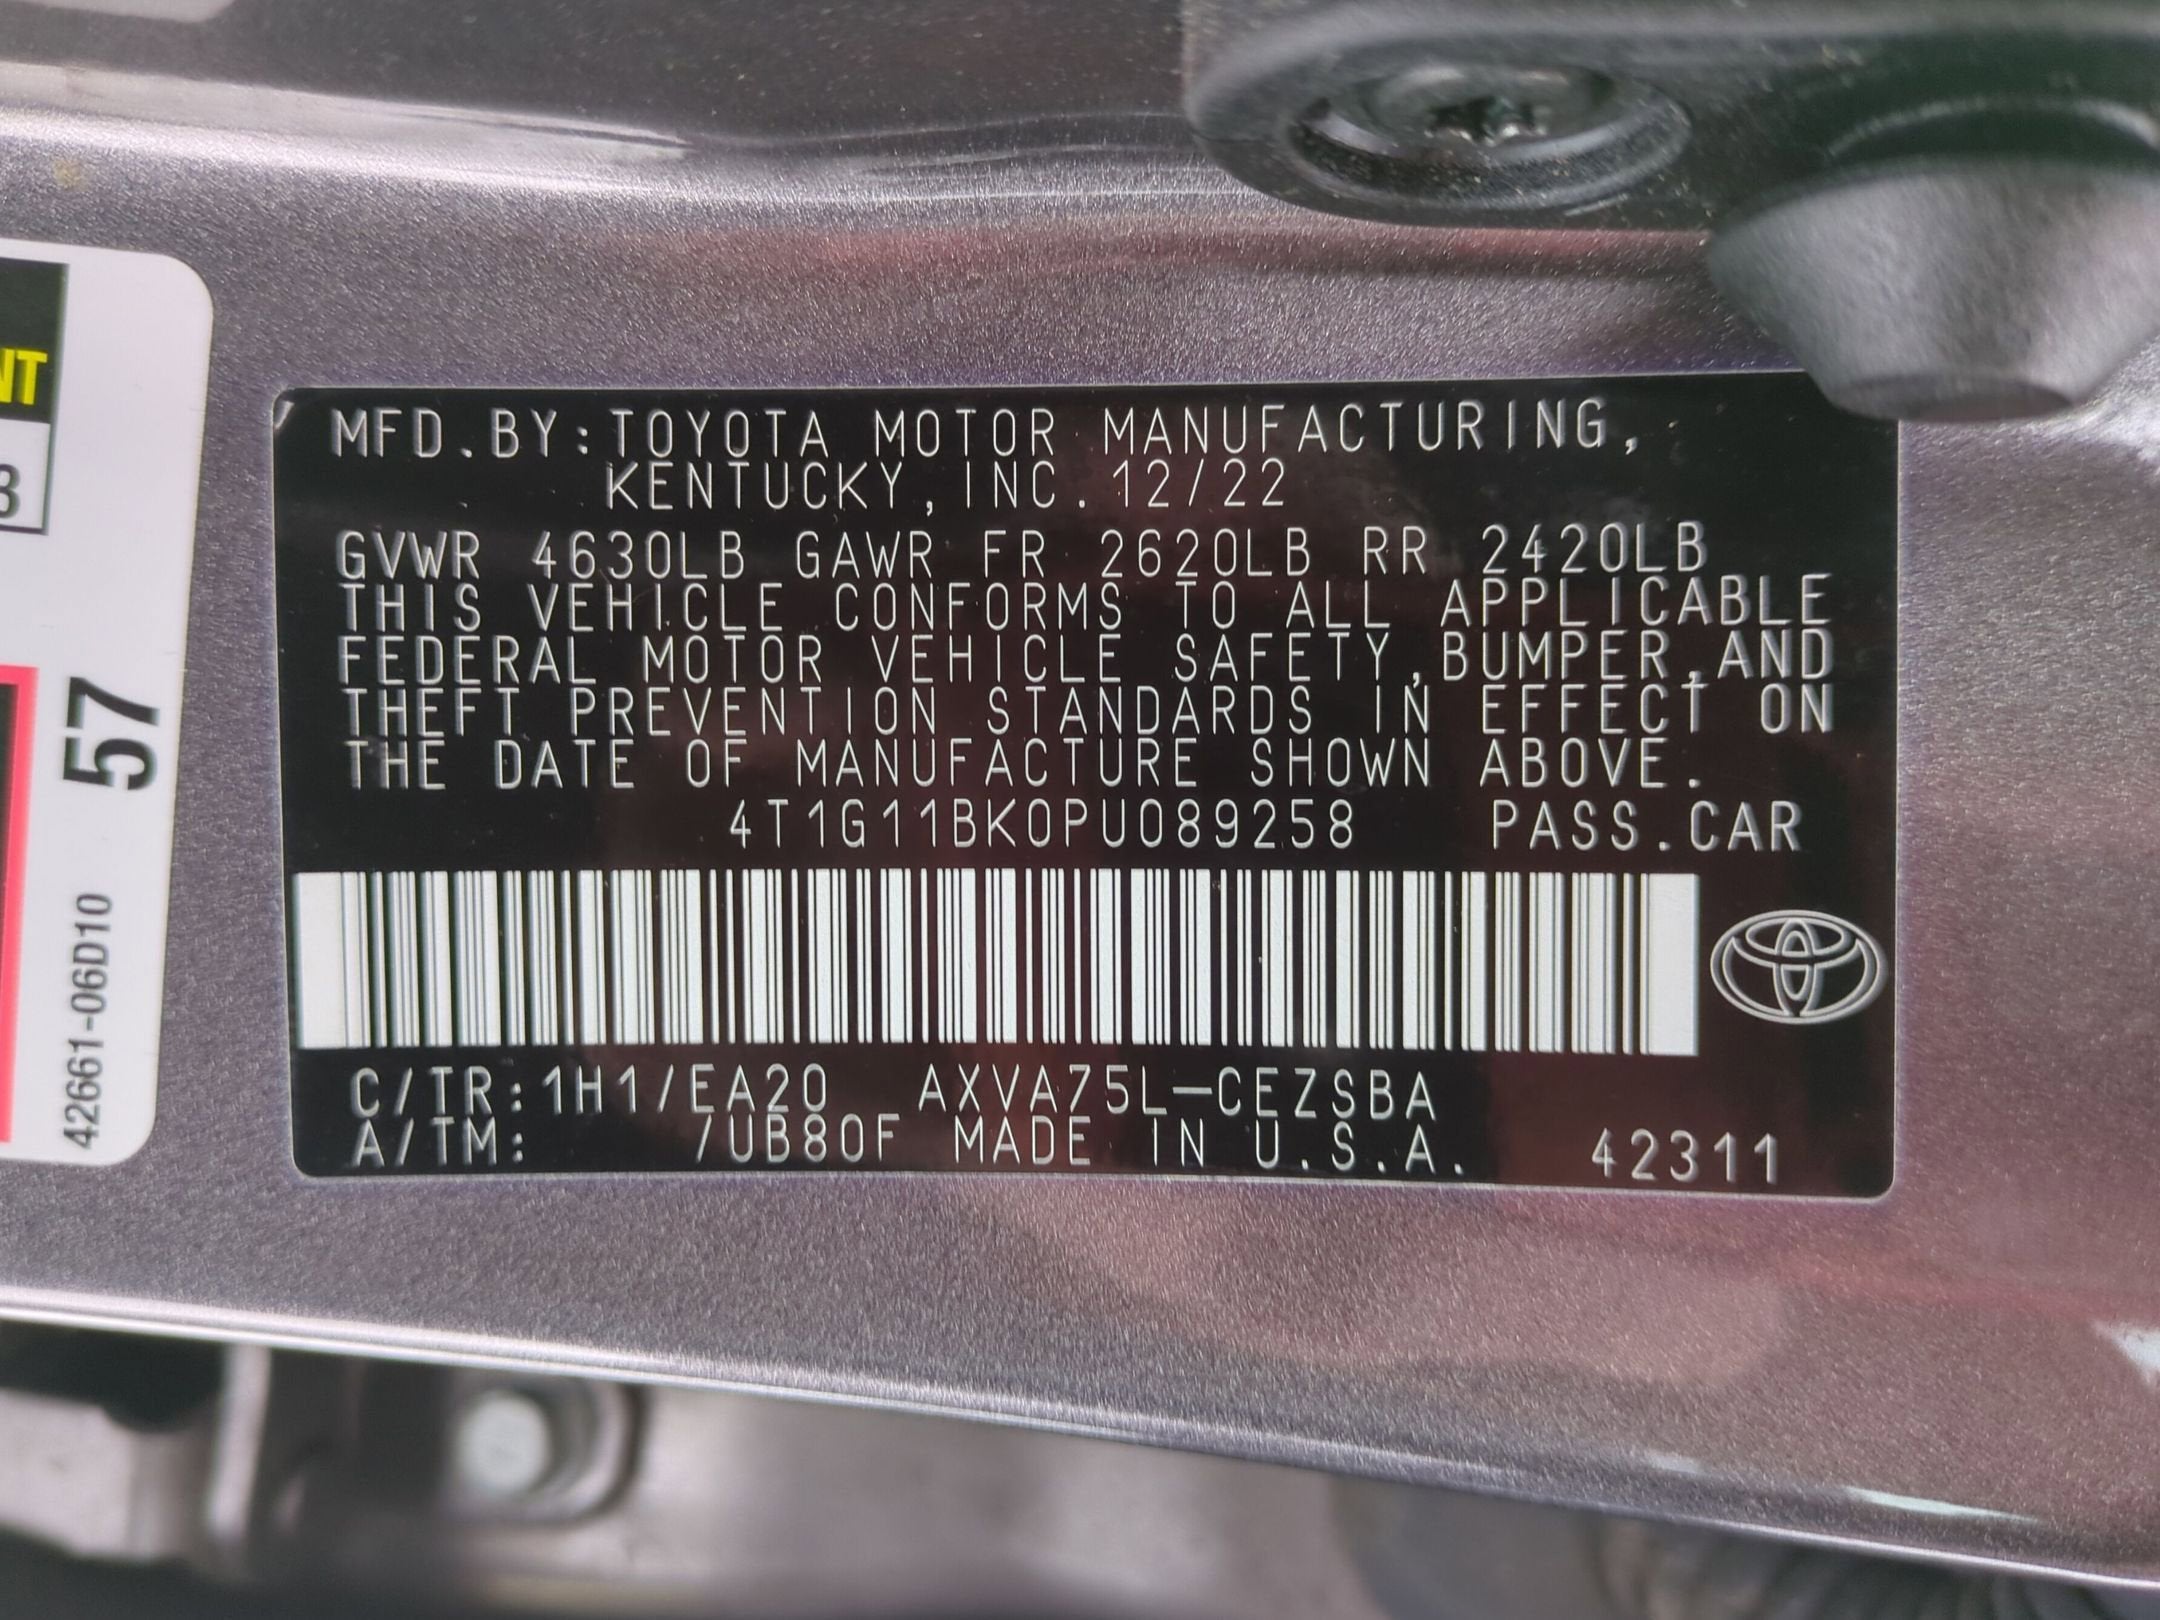 MFD.BY:TOYOTA MOTOR MANUFACTURING,
KENTUCKY,INC.12/22
GVWR 4630LB GAWR FR 2620LB RR 2420LB
THIS VEHICLE CONFORMS TO ALL APPLICABLE
FEDERAL MOTOR VEHICLE SAFETY,BUMPER,AND
THEFT PREVENTION STANDARDS IN EFFECT ON
THE DATE OF MANUFACTURE SHOWN ABOVE.
4T1G11BK0PU089258 PASS.CAR
C/TR:1H1/EA20 AXVA75L-CEZSBA
A/TM: /UB80F MADE IN U.S.A. 42311
NT
3
57
42661-06D10